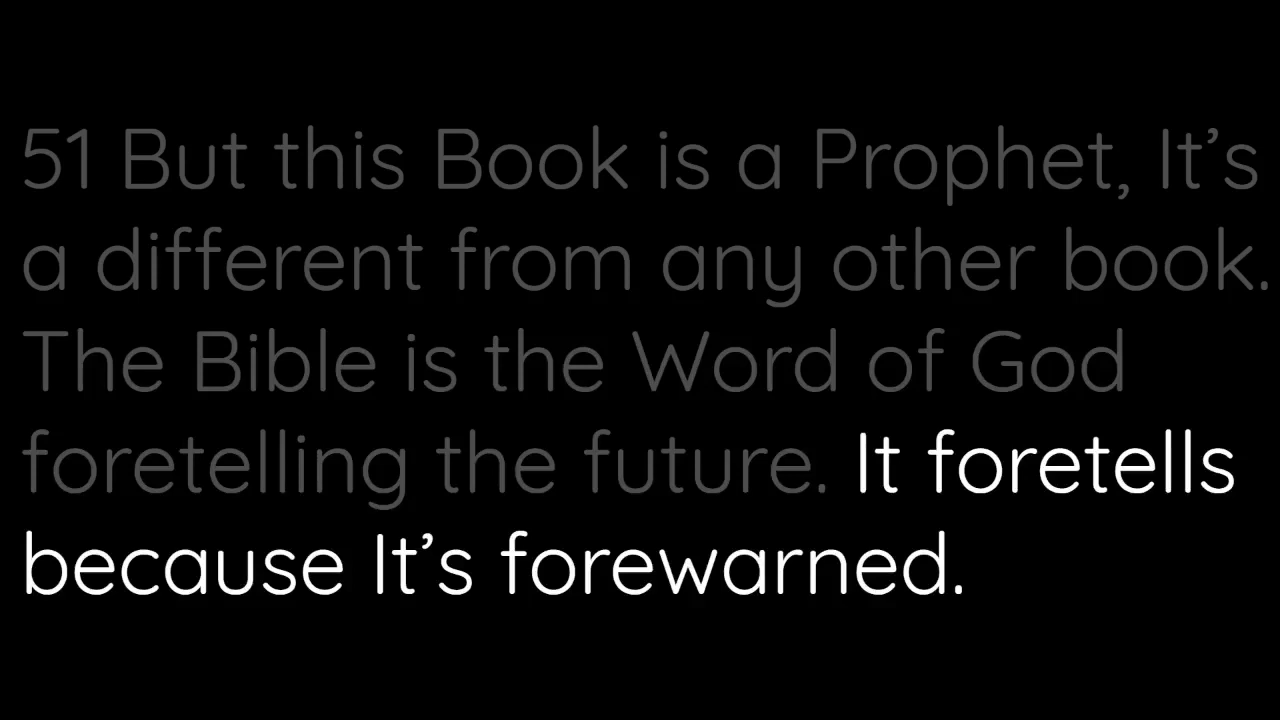 51 But this Book is a Prophet, It’s
a different from any other book.
The Bible is the Word of God
foretelling the future. It foretells
because It’s forewarned.